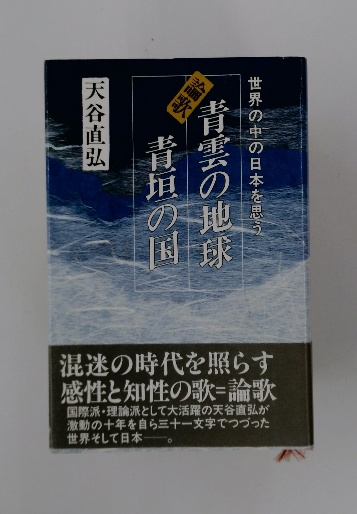 世界の中の日本を思う
論歌
青雲の地球
青垣の国
天谷直弘
混迷の時代を照らす
感性と知性の歌=論歌
国際派・理論派として大活躍の天谷直弘が
激動の十年を自ら三十一文字でつづった
世界そして日本――。